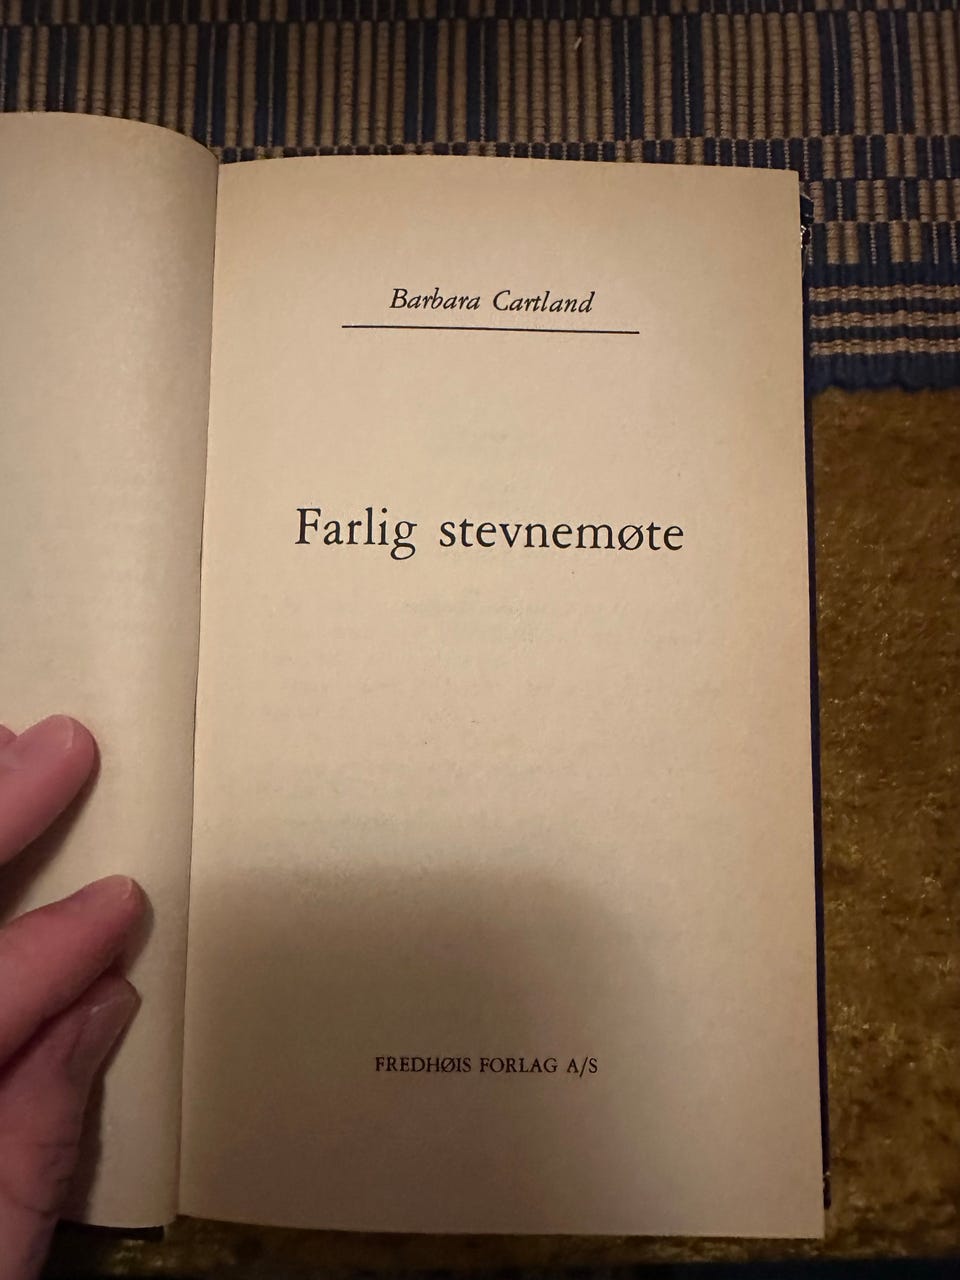 Barbara Cartland
Farlig stevnemøte
FREDHØIS FORLAG A/S